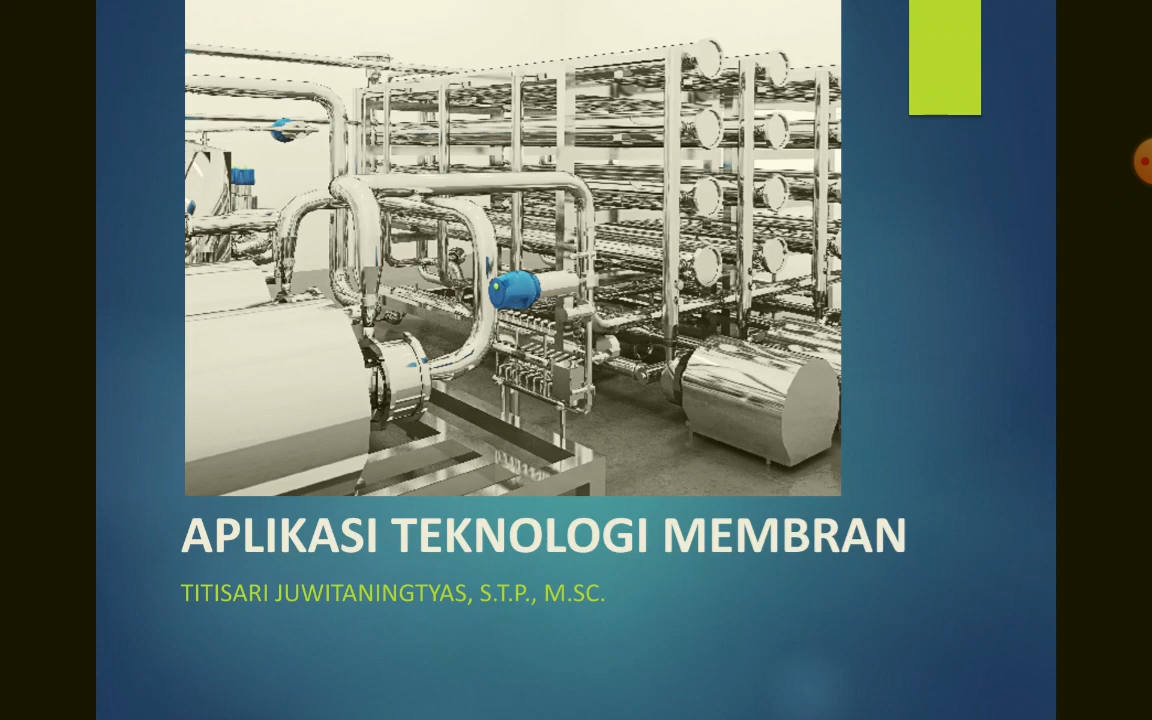 APLIKASI TEKNOLOGI MEMBRAN
TITISARI JUWITANINGTYAS, S.T.P., M.SC.